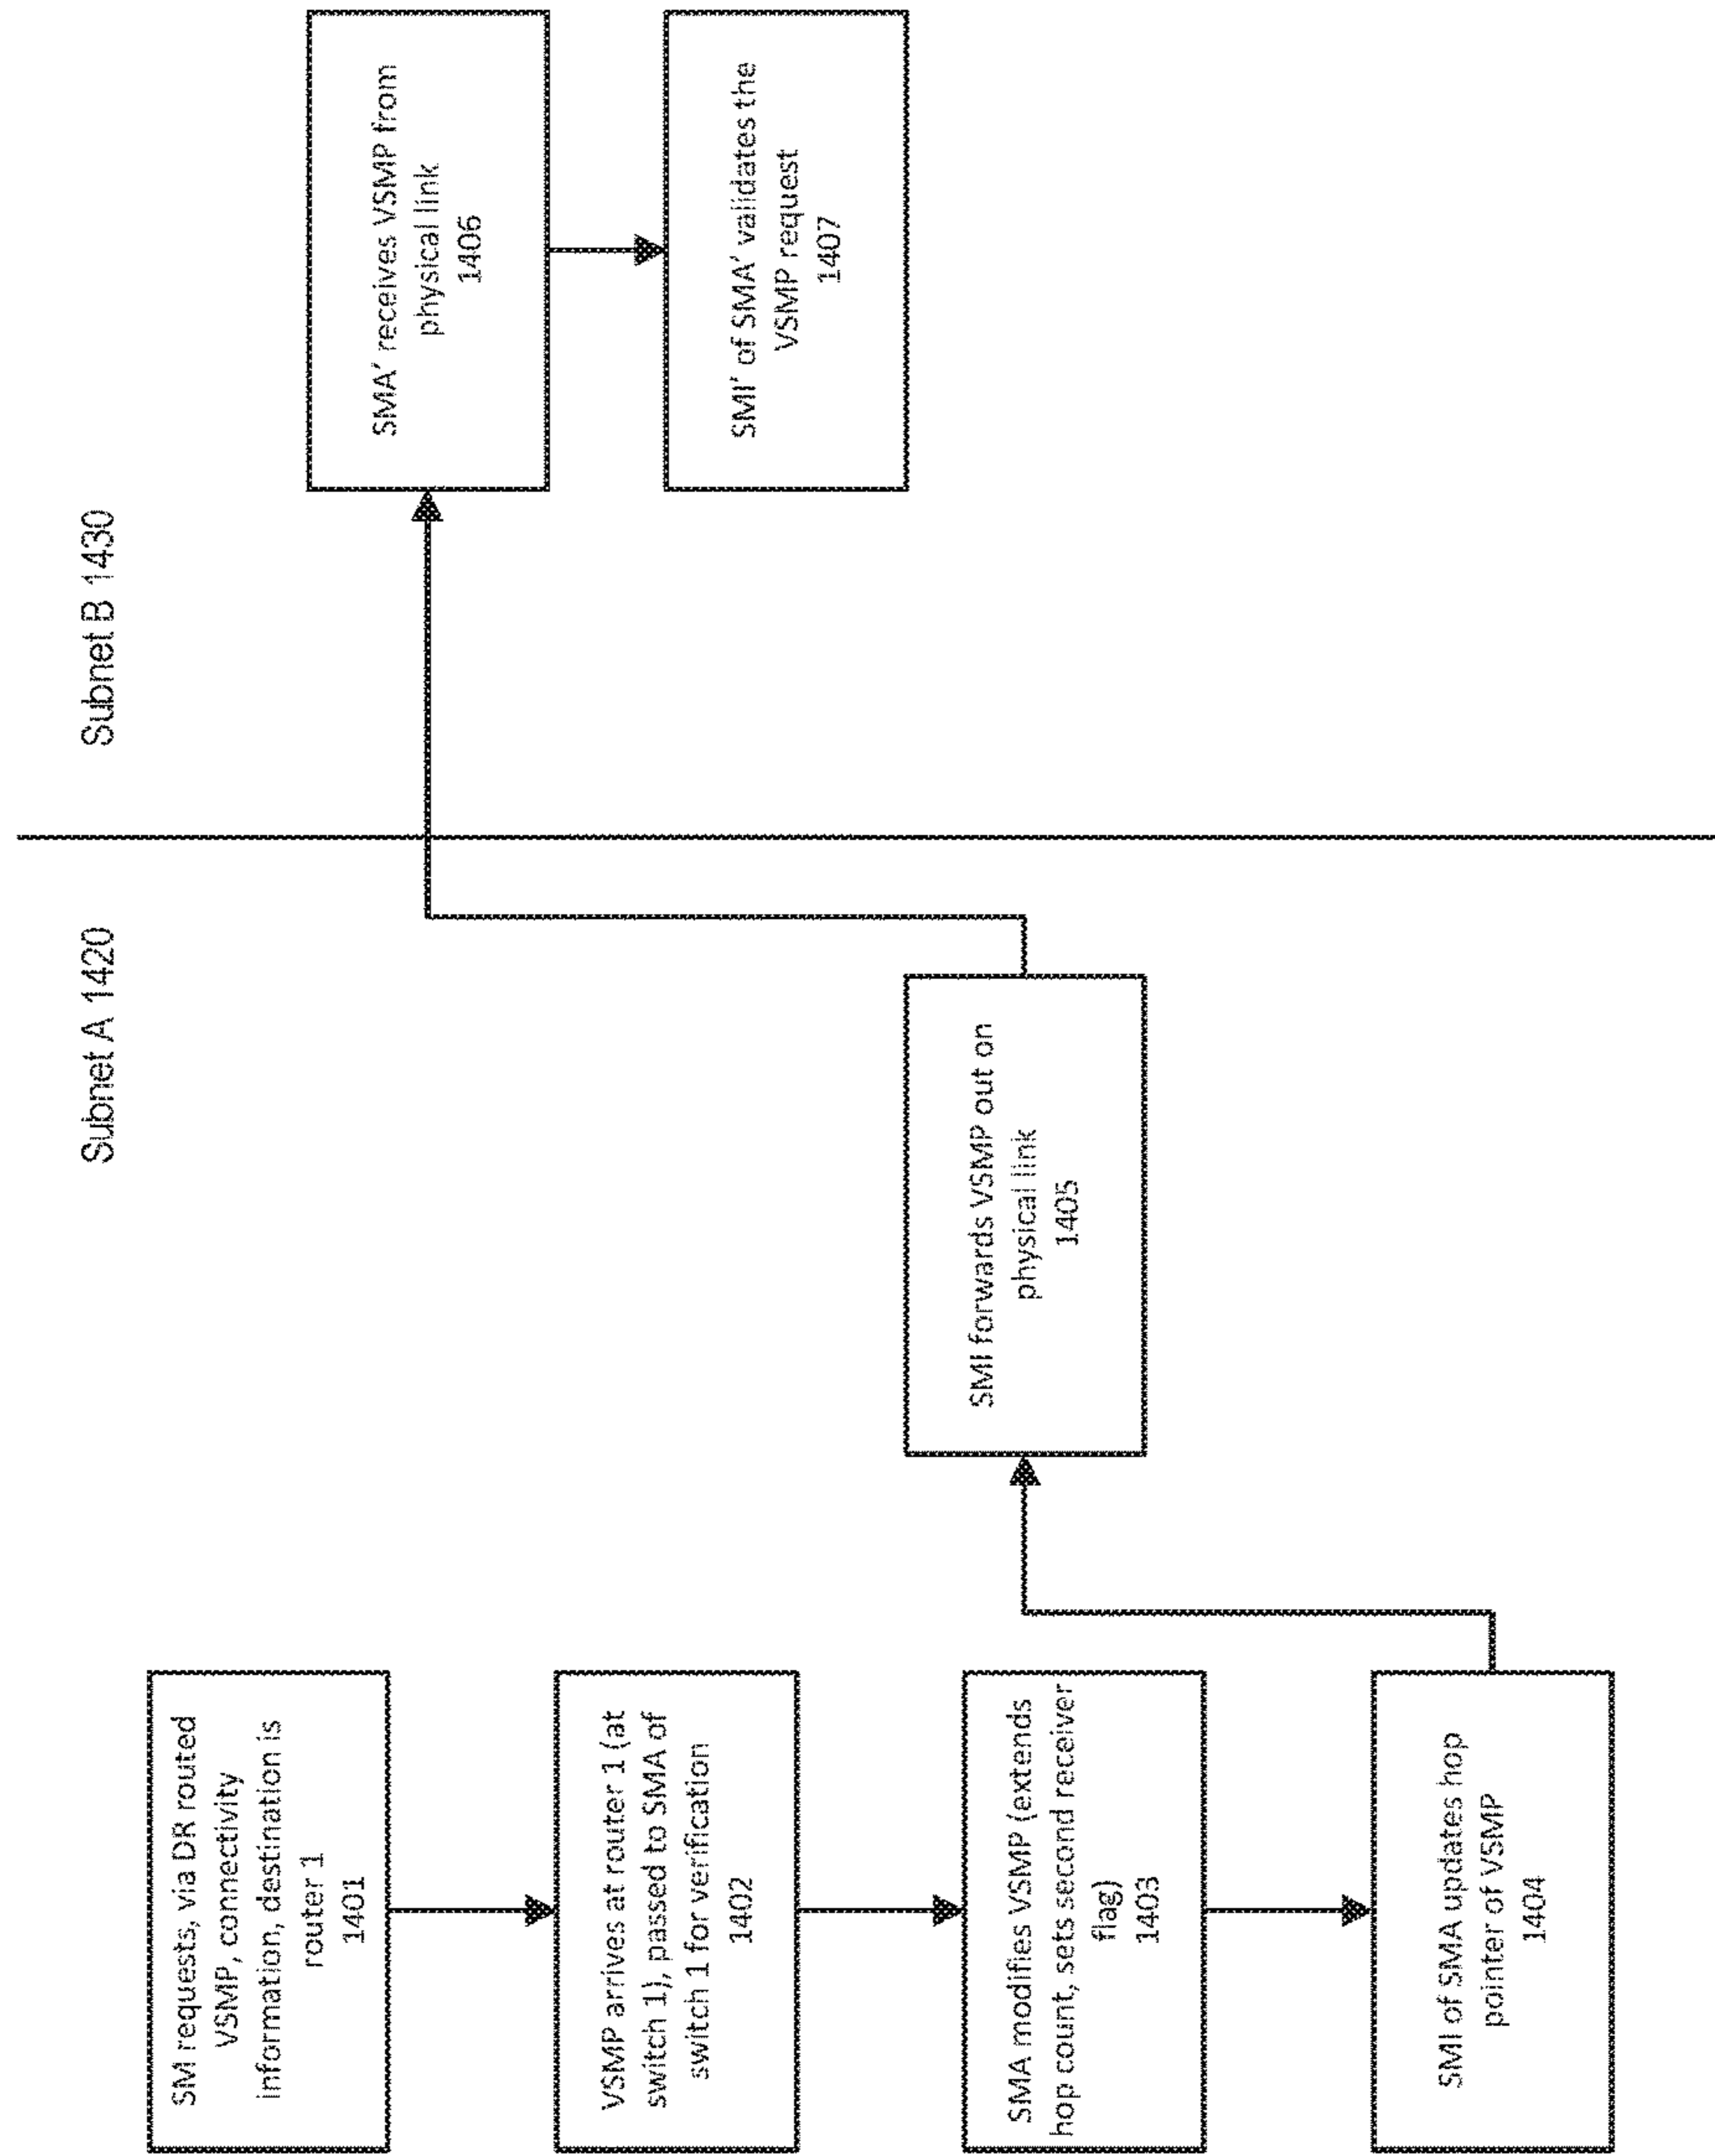 Subnet A 1420
Subnet B 1430
SM requests, via DR routed
VSMP, connectivity
information, destination is
router 1
1401
VSMP arrives at router 1 (at
switch 1), passed to SMA of
switch 1 for verification
1402
SMA modifies VSMP (extends
hop count, sets second receiver
flag)
1403
SMI of SMA updates hop
pointer of VSMP
1404
SMI forwards VSMP out on
physical link
1405
SMA' receives VSMP from
physical link
1406
SMI' of SMA' validates the
VSMP request
1407